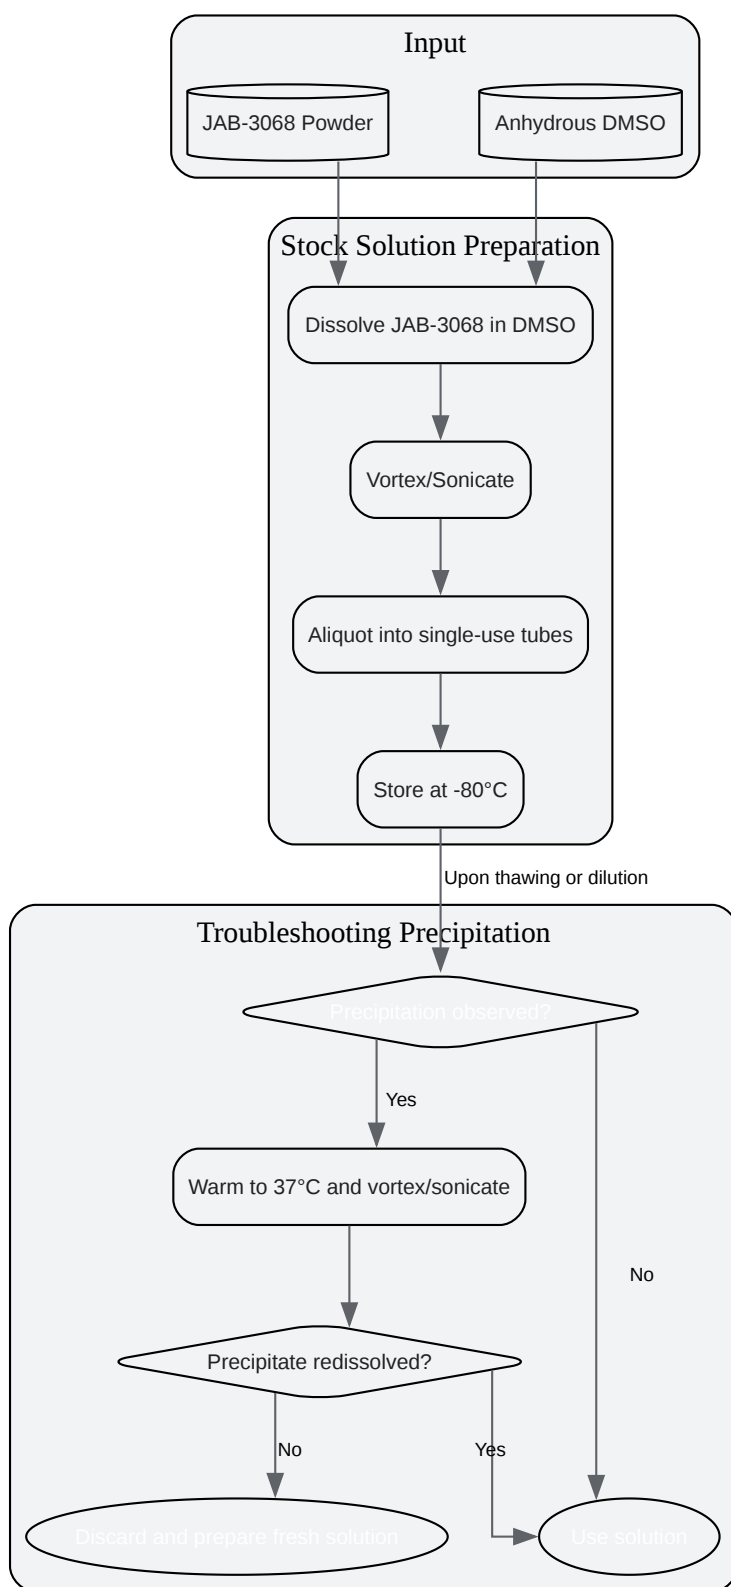 Input
JAB-3068 Powder
Anhydrous DMSO
Stock Solution Preparation
Dissolve JAB-3068 in DMSO
Vortex/Sonicate
Aliquot into single-use tubes
Store at -80°C
Upon thawing or dilution
Troubleshooting Precipitation
Precipitation observed?
Yes
Warm to 37°C and vortex/sonicate
No
Precipitate redissolved?
No
Yes
Discard and prepare fresh solution
Use solution